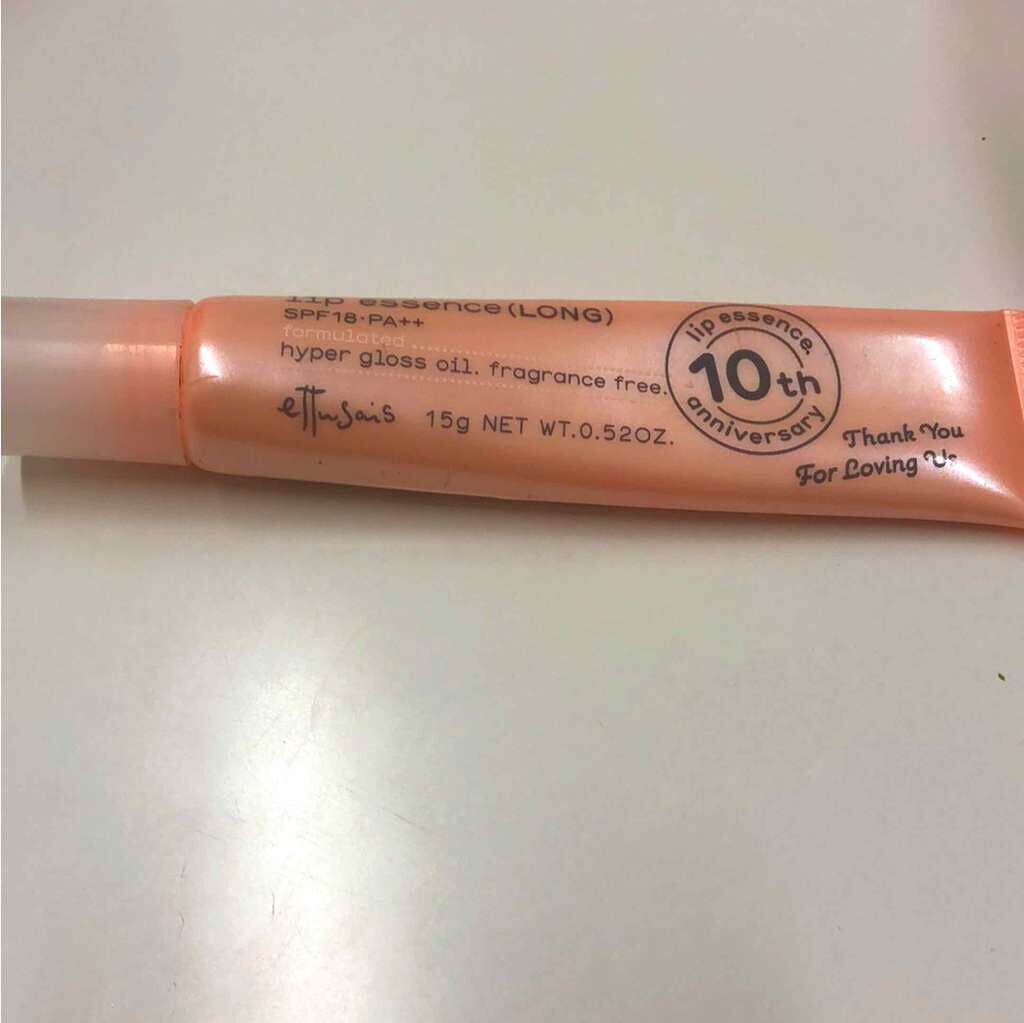 lip essence (LONG)
SPF18·PA++
formulated
hyper gloss oil. fragrance free.
ettusais
15g NET WT.0.52OZ.
lip essence.
10th
anniversary
Thank You
For Loving Us